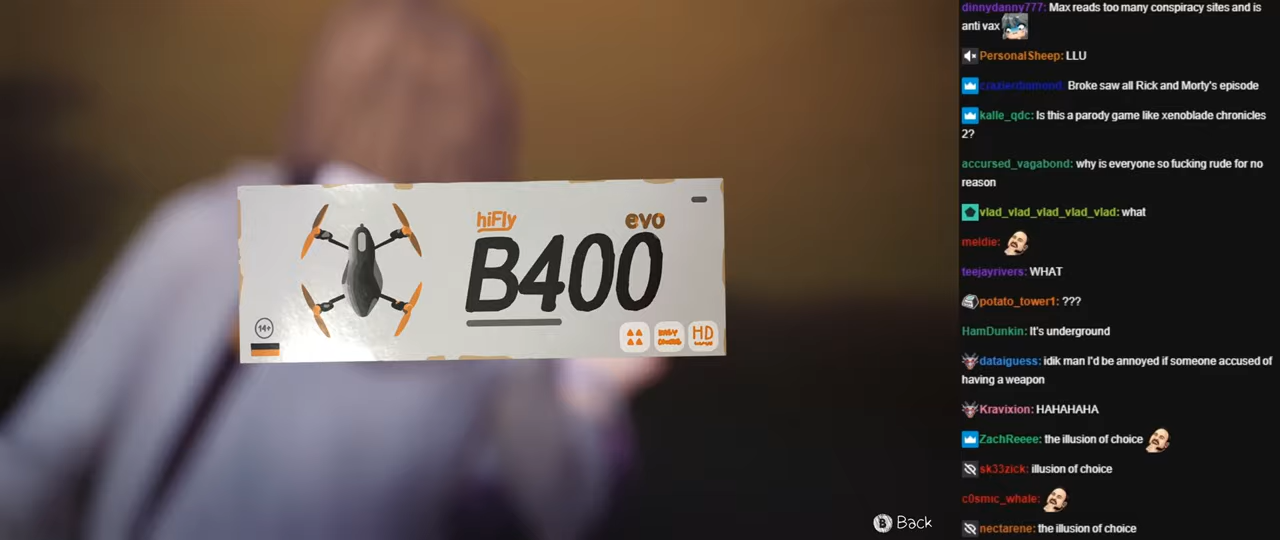 hiFly
evo
B400
14+
HD
B Back
dinnydanny777: Max reads too many conspiracy sites and is
anti vax
PersonalSheep: LLU
crazierdiamond: Broke saw all Rick and Morty's episode
kalle_qdc: Is this a parody game like xenoblade chronicles
2?
accursed_vagabond: why is everyone so fucking rude for no
reason
vlad_vlad_vlad_vlad_vlad: what
meldie:
teejayrivers: WHAT
potato_tower1: ???
HamDunkin: It's underground
dataiguess: idik man I'd be annoyed if someone accused of
having a weapon
Kravixion: HAHAHAHA
ZachReeee: the illusion of choice
sk33zick: illusion of choice
c0smic_whale:
nectarene: the illusion of choice